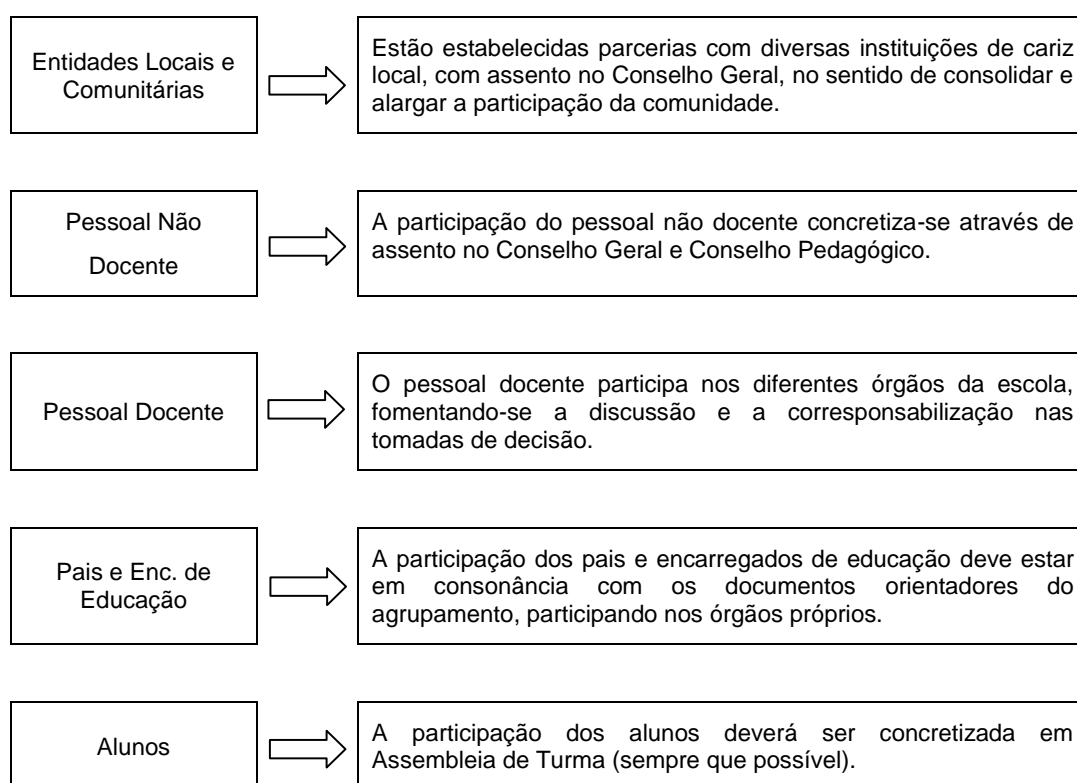 Entidades Locais e
Comunitárias
Estão estabelecidas parcerias com diversas instituições de cariz
local, com assento no Conselho Geral, no sentido de consolidar e
alargar a participação da comunidade.
Pessoal Não
Docente
A participação do pessoal não docente concretiza-se através de
assento no Conselho Geral e Conselho Pedagógico.
Pessoal Docente
O pessoal docente participa nos diferentes órgãos da escola,
fomentando-se a discussão e a corresponsabilização nas
tomadas de decisão.
Pais e Enc. de
Educação
A participação dos pais e encarregados de educação deve estar
em consonância com os documentos orientadores do
agrupamento, participando nos órgãos próprios.
Alunos
A participação dos alunos deverá ser concretizada em
Assembleia de Turma (sempre que possível).